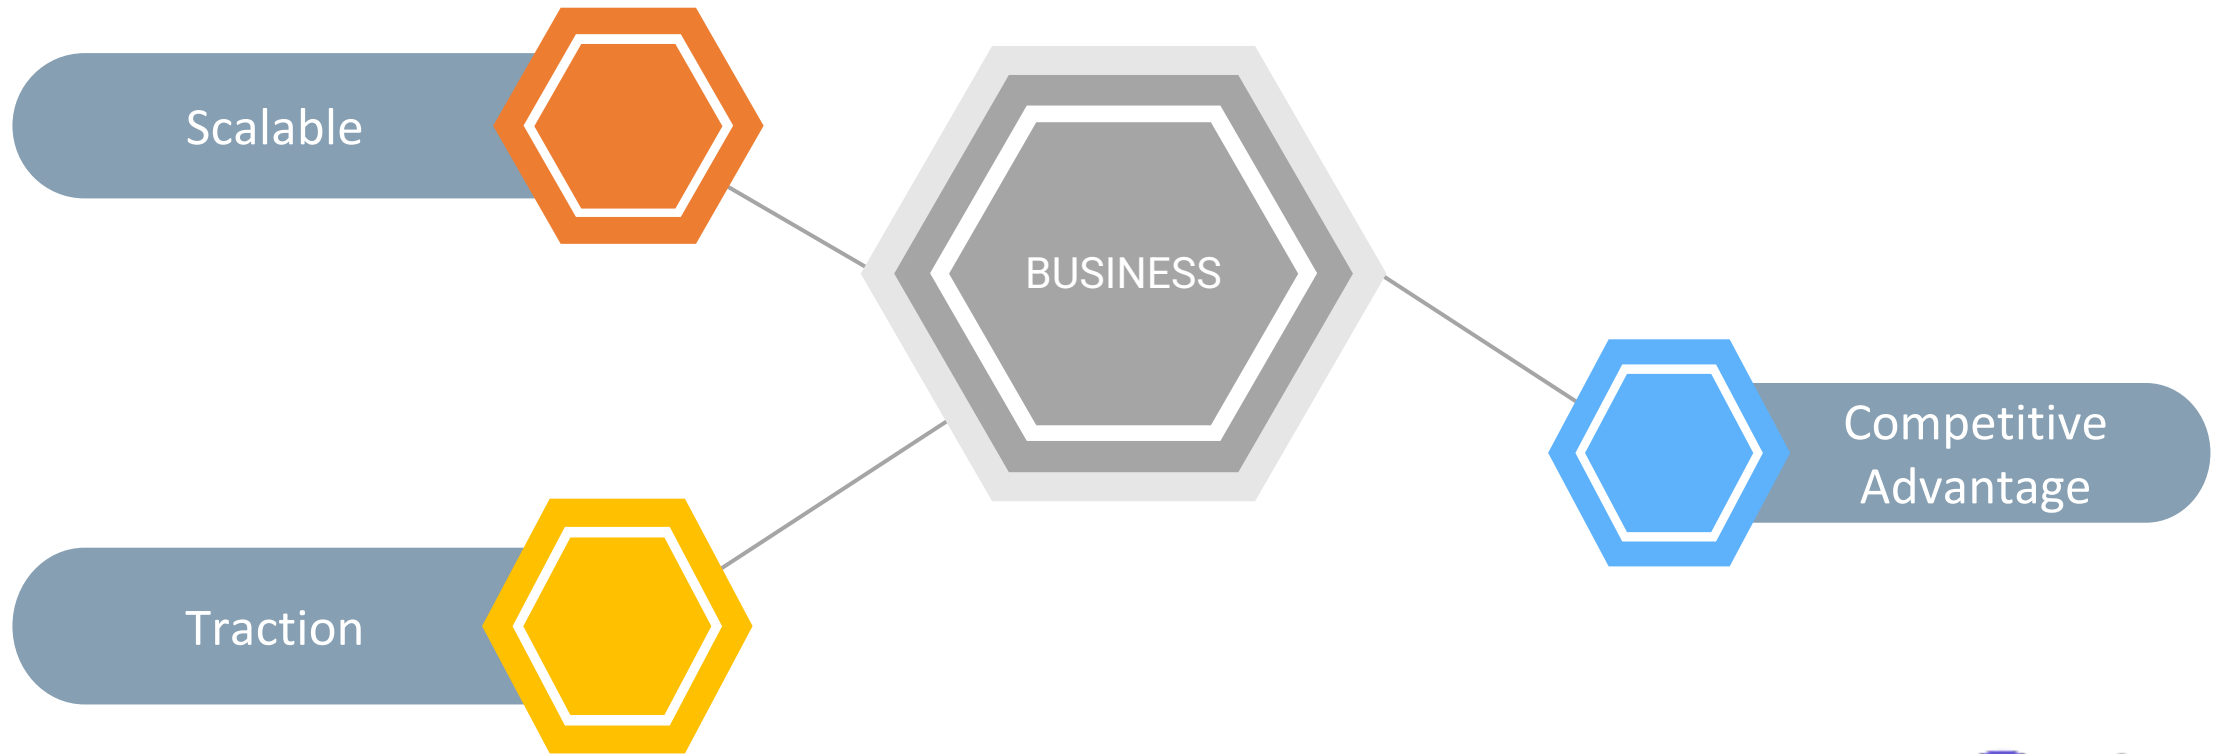 Scalable
BUSINESS
Competitive
Advantage
Traction